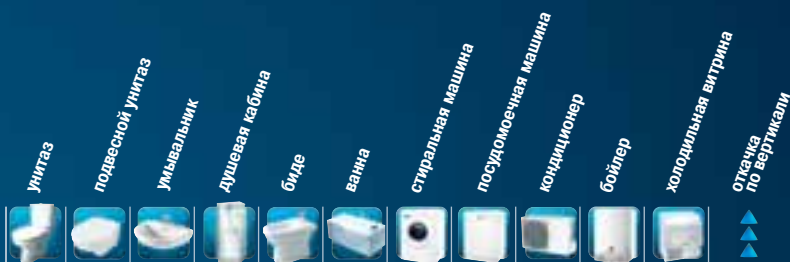 унитаз
подвесной унитаз
умывальник
душевая кабина
биде
ванна
стиральная машина
посудомоечная машина
кондиционер
бойлер
холодильная витрина
откачка
по вертикали